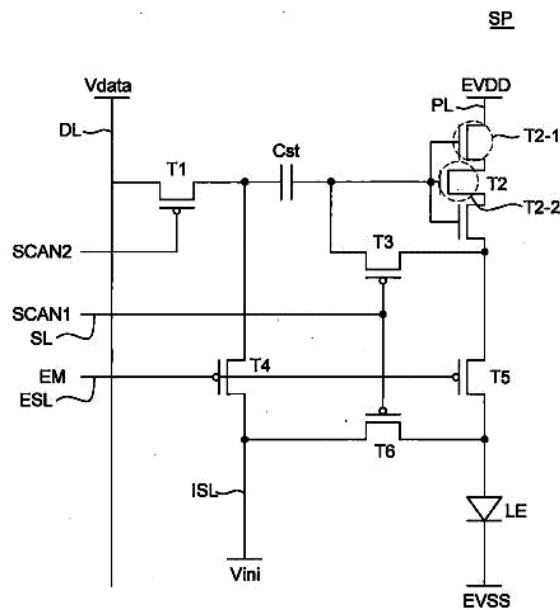 SP
Vdata
EVDD
PL
DL
T2-1
Cst
T1
T2
T2-2
SCAN2
T3
SCAN1
SL
EM
T4
T5
ESL
T6
ISL
LE
Vini
EVSS